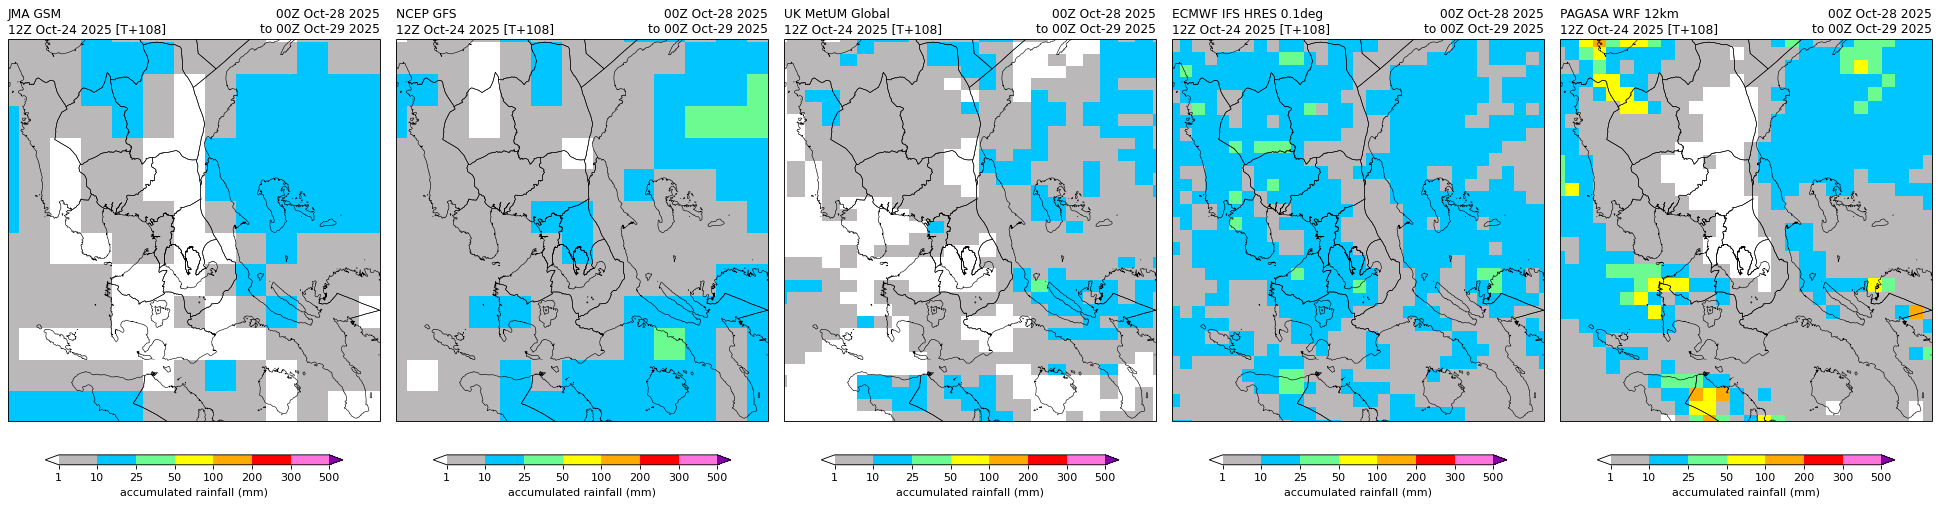 JMA GSM
12Z Oct-24 2025 [T+108]
00Z Oct-28 2025
to 00Z Oct-29 2025
NCEP GFS
12Z Oct-24 2025 [T+108]
00Z Oct-28 2025
to 00Z Oct-29 2025
UK MetUM Global
12Z Oct-24 2025 [T+108]
00Z Oct-28 2025
to 00Z Oct-29 2025
ECMWF IFS HRES 0.1deg
12Z Oct-24 2025 [T+108]
00Z Oct-28 2025
to 00Z Oct-29 2025
PAGASA WRF 12km
12Z Oct-24 2025 [T+108]
00Z Oct-28 2025
to 00Z Oct-29 2025
1 10 25 50 100 200 300 500
accumulated rainfall (mm)
1 10 25 50 100 200 300 500
accumulated rainfall (mm)
1 10 25 50 100 200 300 500
accumulated rainfall (mm)
1 10 25 50 100 200 300 500
accumulated rainfall (mm)
1 10 25 50 100 200 300 500
accumulated rainfall (mm)